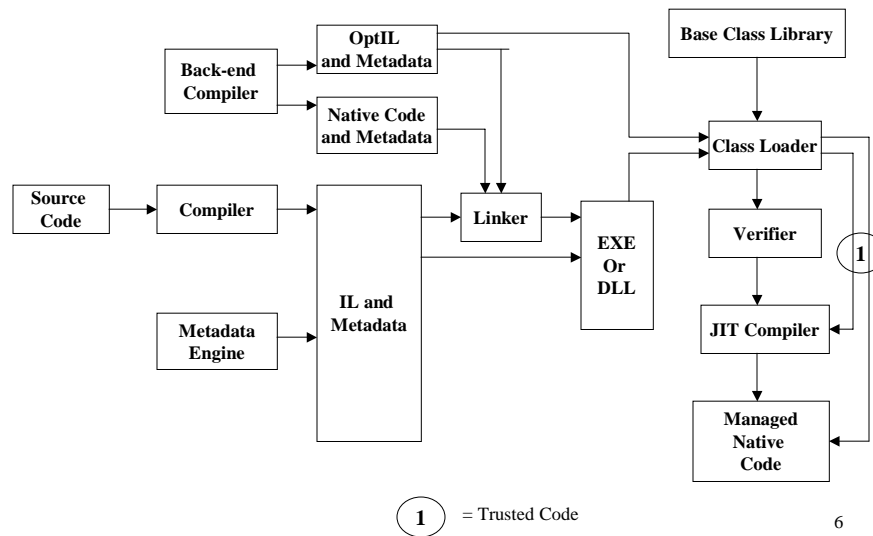 OptIL
and Metadata
Base Class Library
Back-end
Compiler
Native Code
and Metadata
Class Loader
Source
Code
Compiler
Linker
EXE
Or
DLL
Verifier
1
IL and
Metadata
Metadata
Engine
JIT Compiler
Managed
Native
Code
1 = Trusted Code
6